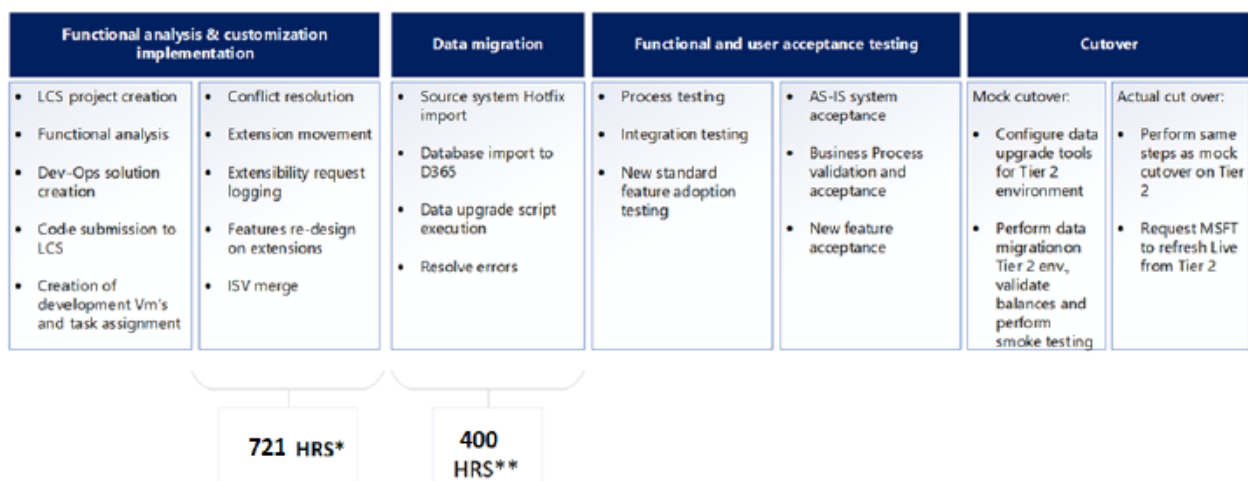 Functional analysis & customization
implementation
Data migration
Functional and user acceptance testing
Cutover
• LCS project creation
• Functional analysis
• Dev-Ops solution
creation
• Code submission to
LCS
• Creation of
development Vm's
and task assignment
• Conflict resolution
• Extension movement
• Extensibility request
logging
• Features re-design
on extensions
• ISV merge
• Source system Hotfix
import
• Database import to
D365
• Data upgrade script
execution
• Resolve errors
• Process testing
• Integration testing
• New standard
feature adoption
testing
• AS-IS system
acceptance
• Business Process
validation and
acceptance
• New feature
acceptance
Mock cutover:
• Configure data
upgrade tools
for Tier 2
environment
• Perform data
migration on
Tier 2 env.,
validate
balances and
perform
smoke testing
Actual cut over:
• Perform same
steps as mock
cutover on Tier
2
• Request MSFT
to refresh Live
from Tier 2
721 HRS*
400
HRS**